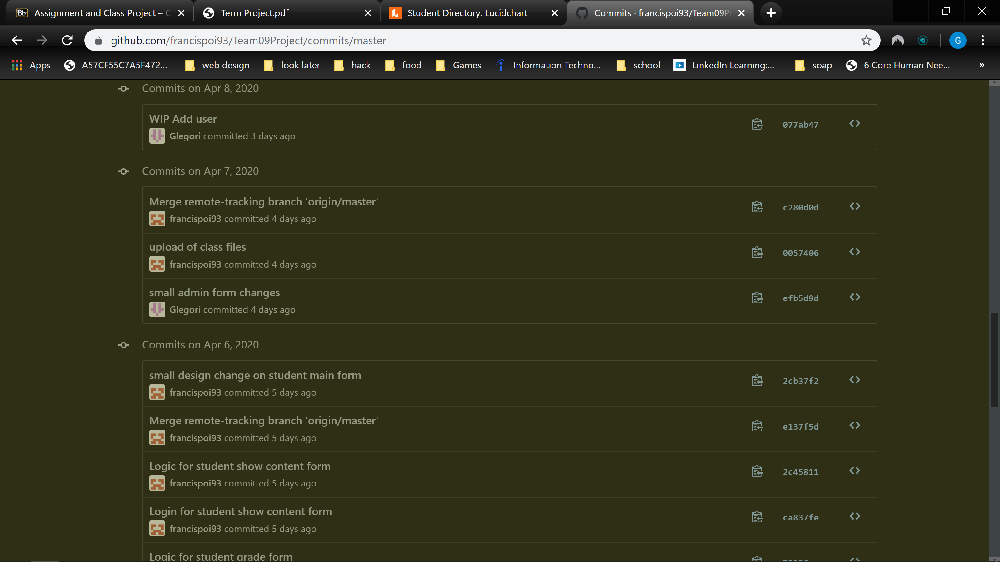 Bb Assignment and Class Project – C
Term Project.pdf
Student Directory: Lucidchart
Commits · francispoi93/Team09P
github.com/francispoi93/Team09Project/commits/master
G
Apps
A57CF55C7A5F472...
web design
look later
hack
food
Games
Information Techno...
school
LinkedIn Learning:...
soap
6 Core Human Nee...
»
Commits on Apr 8, 2020
WIP Add user
077ab47
Glegori committed 3 days ago
Commits on Apr 7, 2020
Merge remote-tracking branch 'origin/master'
c280d0d
francispoi93 committed 4 days ago
upload of class files
0057406
francispoi93 committed 4 days ago
small admin form changes
efb5d9d
Glegori committed 4 days ago
Commits on Apr 6, 2020
small design change on student main form
2cb37f2
francispoi93 committed 5 days ago
Merge remote-tracking branch 'origin/master'
e137f5d
francispoi93 committed 5 days ago
Logic for student show content form
2c45811
francispoi93 committed 5 days ago
Login for student show content form
ca837fe
francispoi93 committed 5 days ago
Logic for student grade form